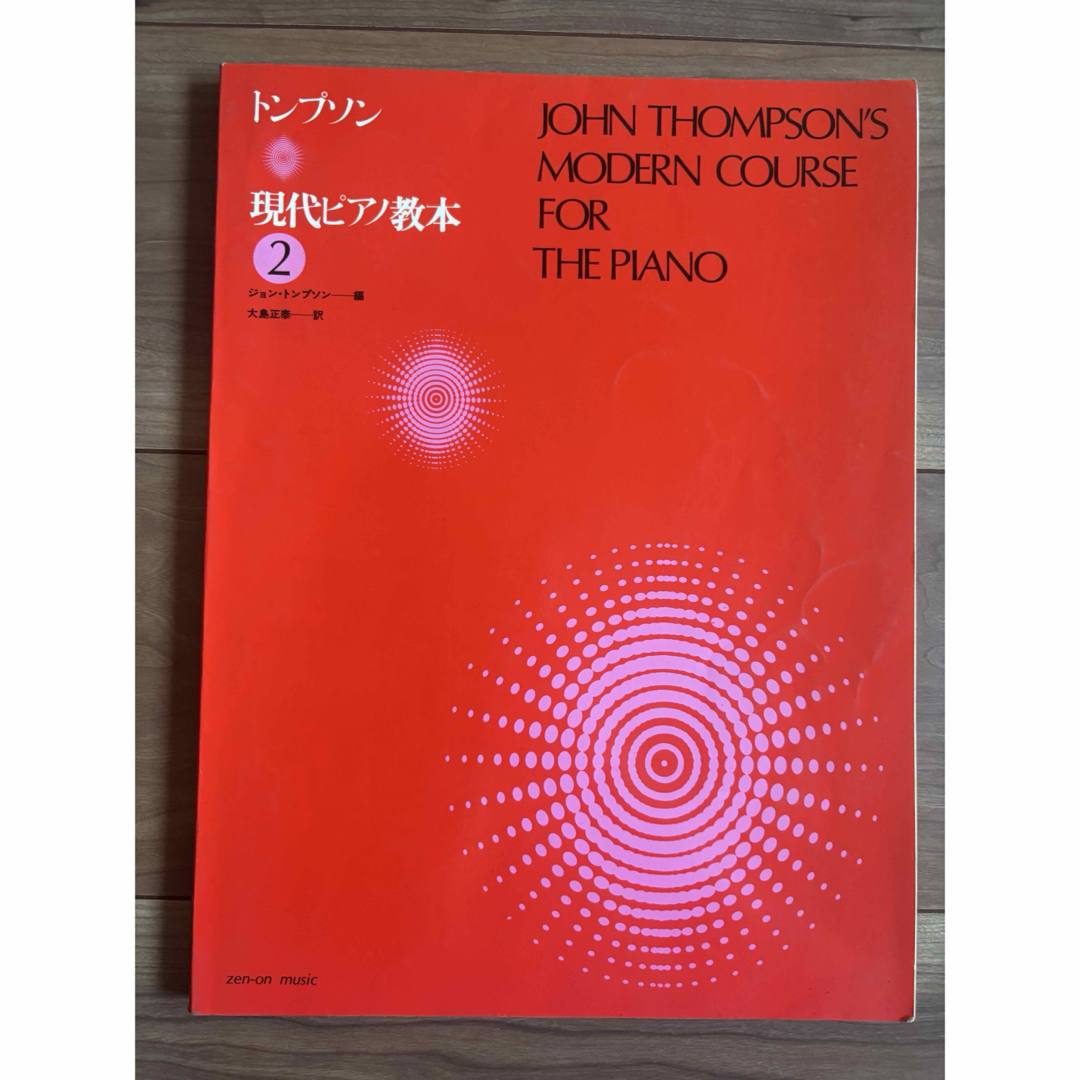 トンプソン
現代ピアノ教本
2
ジョン・トンプソン──編
大島正泰──訳
JOHN THOMPSON'S
MODERN COURSE
FOR
THE PIANO
zen-on music